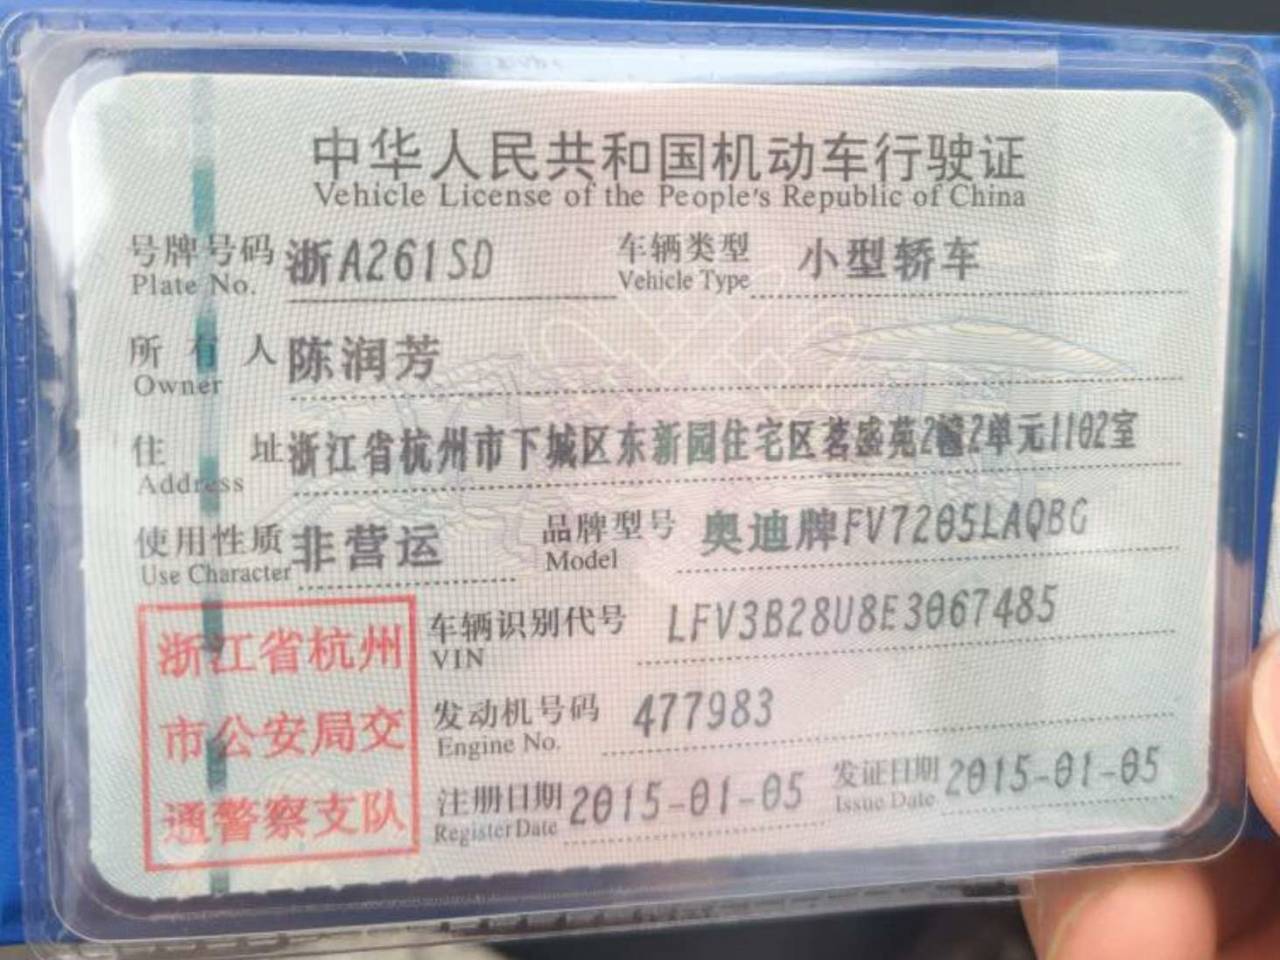 中华人民共和国机动车行驶证
Vehicle License of the People's Republic of China
号牌号码 浙A261SD 车辆类型 小型轿车
Plate No. Vehicle Type
所有人 陈润芳
Owner
住址 浙江省杭州市下城区东新园住宅区茗盛苑2幢2单元1102室
Address
使用性质 非营运 品牌型号 奥迪牌FV7205LAQBG
Use Character Model
浙江省杭州
市公安局交
通警察支队
车辆识别代号 LFV3B28U8E3067485
VIN
发动机号码 477983
Engine No.
注册日期 2015-01-05 发证日期 2015-01-05
Register Date Issue Date